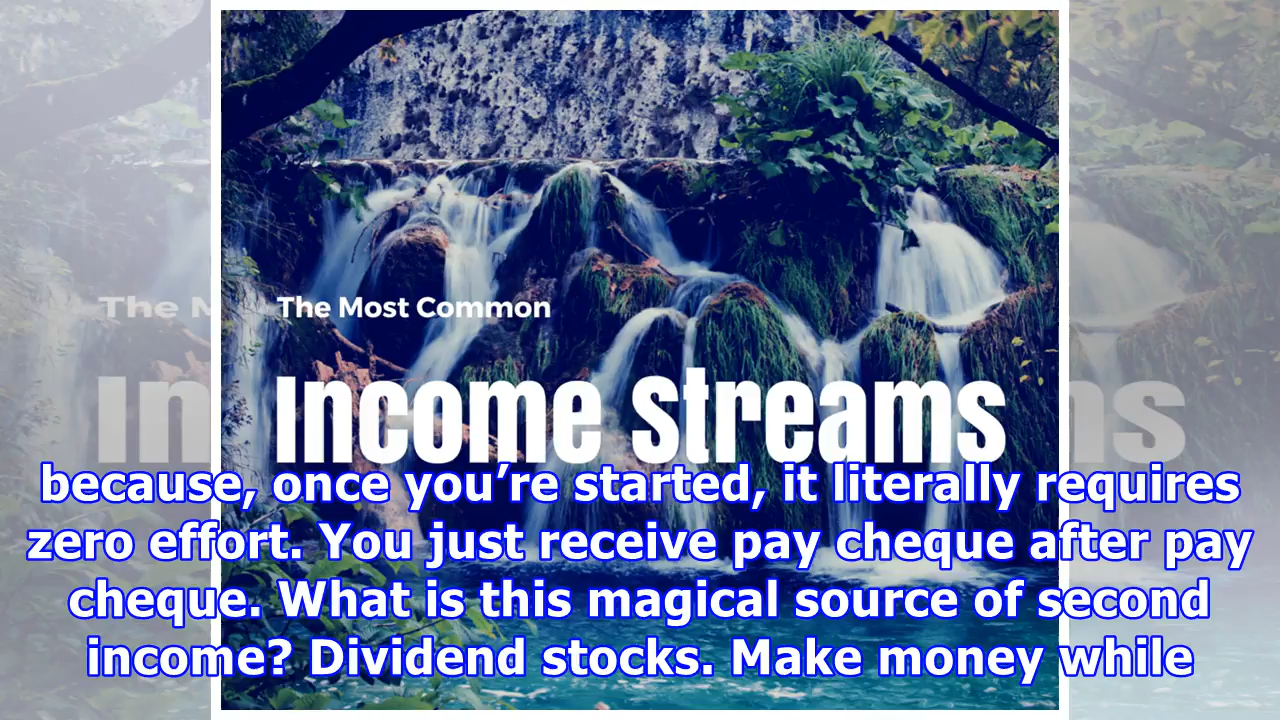 The Most Common
Income Streams
because, once you’re started, it literally requires
zero effort. You just receive pay cheque after pay
cheque. What is this magical source of second
income? Dividend stocks. Make money while